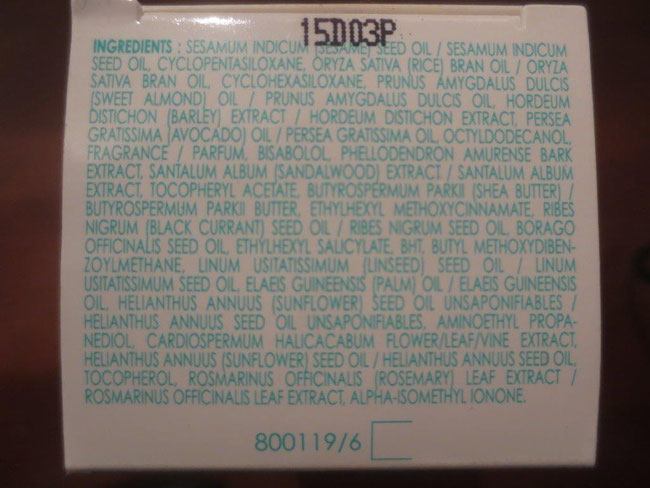 15D03P
INGREDIENTS : SESAMUM INDICUM (SESAME) SEED OIL / SESAMUM INDICUM
SEED OIL, CYCLOPENTASILOXANE, ORYZA SATIVA (RICE) BRAN OIL / ORYZA
SATIVA BRAN OIL, CYCLOHEXASILOXANE, PRUNUS AMYGDALUS DULCIS
(SWEET ALMOND) OIL / PRUNUS AMYGDALUS DULCIS OIL, HORDEUM
DISTICHON (BARLEY) EXTRACT / HORDEUM DISTICHON EXTRACT, PERSEA
GRATISSIMA (AVOCADO) OIL / PERSEA GRATISSIMA OIL, OCTYLDODECANOL,
FRAGRANCE / PARFUM, BISABOLOL, PHELLODENDRON AMURENSE BARK
EXTRACT, SANTALUM ALBUM (SANDALWOOD) EXTRACT / SANTALUM ALBUM
EXTRACT, TOCOPHERYL ACETATE, BUTYROSPERMUM PARKII (SHEA BUTTER) /
BUTYROSPERMUM PARKII BUTTER, ETHYLHEXYL METHOXYCINNAMATE, RIBES
NIGRUM (BLACK CURRANT) SEED OIL / RIBES NIGRUM SEED OIL, BORAGO
OFFICINALIS SEED OIL, ETHYLHEXYL SALICYLATE, BHT, BUTYL METHOXYDIBEN-
ZOYLMETHANE, LINUM USITATISSIMUM (LINSEED) SEED OIL / LINUM
USITATISSIMUM SEED OIL, ELAEIS GUINEENSIS (PALM) OIL / ELAEIS GUINEENSIS
OIL, HELIANTHUS ANNUUS (SUNFLOWER) SEED OIL UNSAPONIFIABLES /
HELIANTHUS ANNUUS SEED OIL UNSAPONIFIABLES, AMINOETHYL PROPA-
NEDIOL, CARDIOSPERMUM HALICACABUM FLOWER/LEAF/VINE EXTRACT,
HELIANTHUS ANNUUS (SUNFLOWER) SEED OIL / HELIANTHUS ANNUUS SEED OIL,
TOCOPHEROL, ROSMARINUS OFFICINALIS (ROSEMARY) LEAF EXTRACT /
ROSMARINUS OFFICINALIS LEAF EXTRACT, ALPHA-ISOMETHYL IONONE.
800119/6